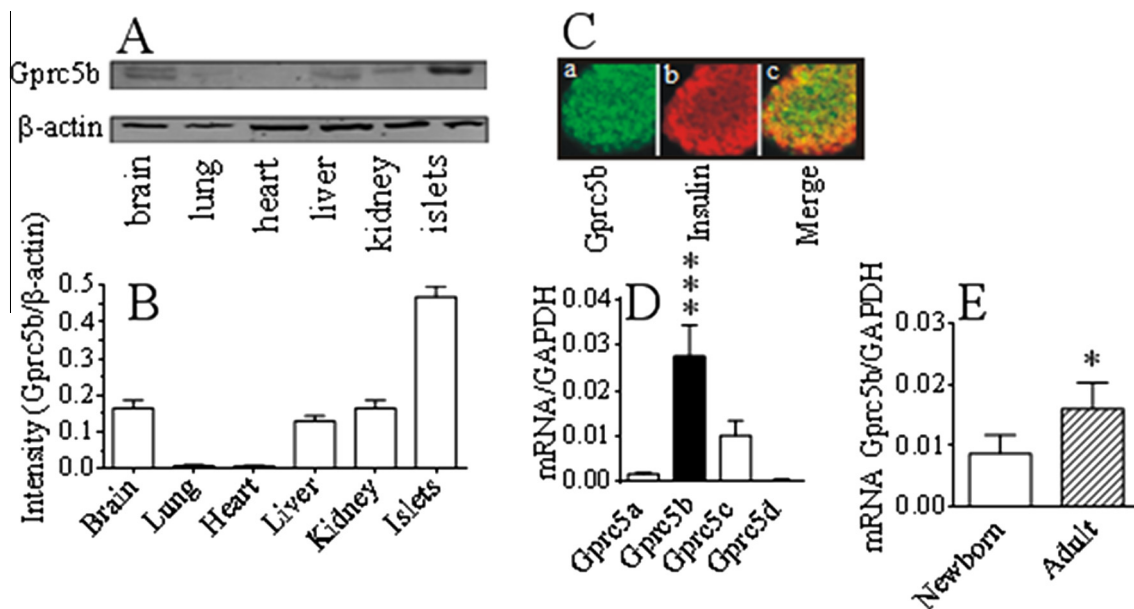 A
Gprc5b
β-actin
brain
lung
heart
liver
kidney
islets
B
Intensity (Gprc5b/β-actin)
0.5
0.4
0.3
0.2
0.1
0.0
Brain
Lung
Heart
Liver
Kidney
Islets
C
a
b
c
Gprc5b
Insulin
Merge
D
mRNA/GAPDH
0.04
0.03
0.02
0.01
0.00
***
Gprc5a
Gprc5b
Gprc5c
Gprc5d
E
mRNA Gprc5b/GAPDH
0.03
0.02
0.01
0.00
*
Newborn
Adult